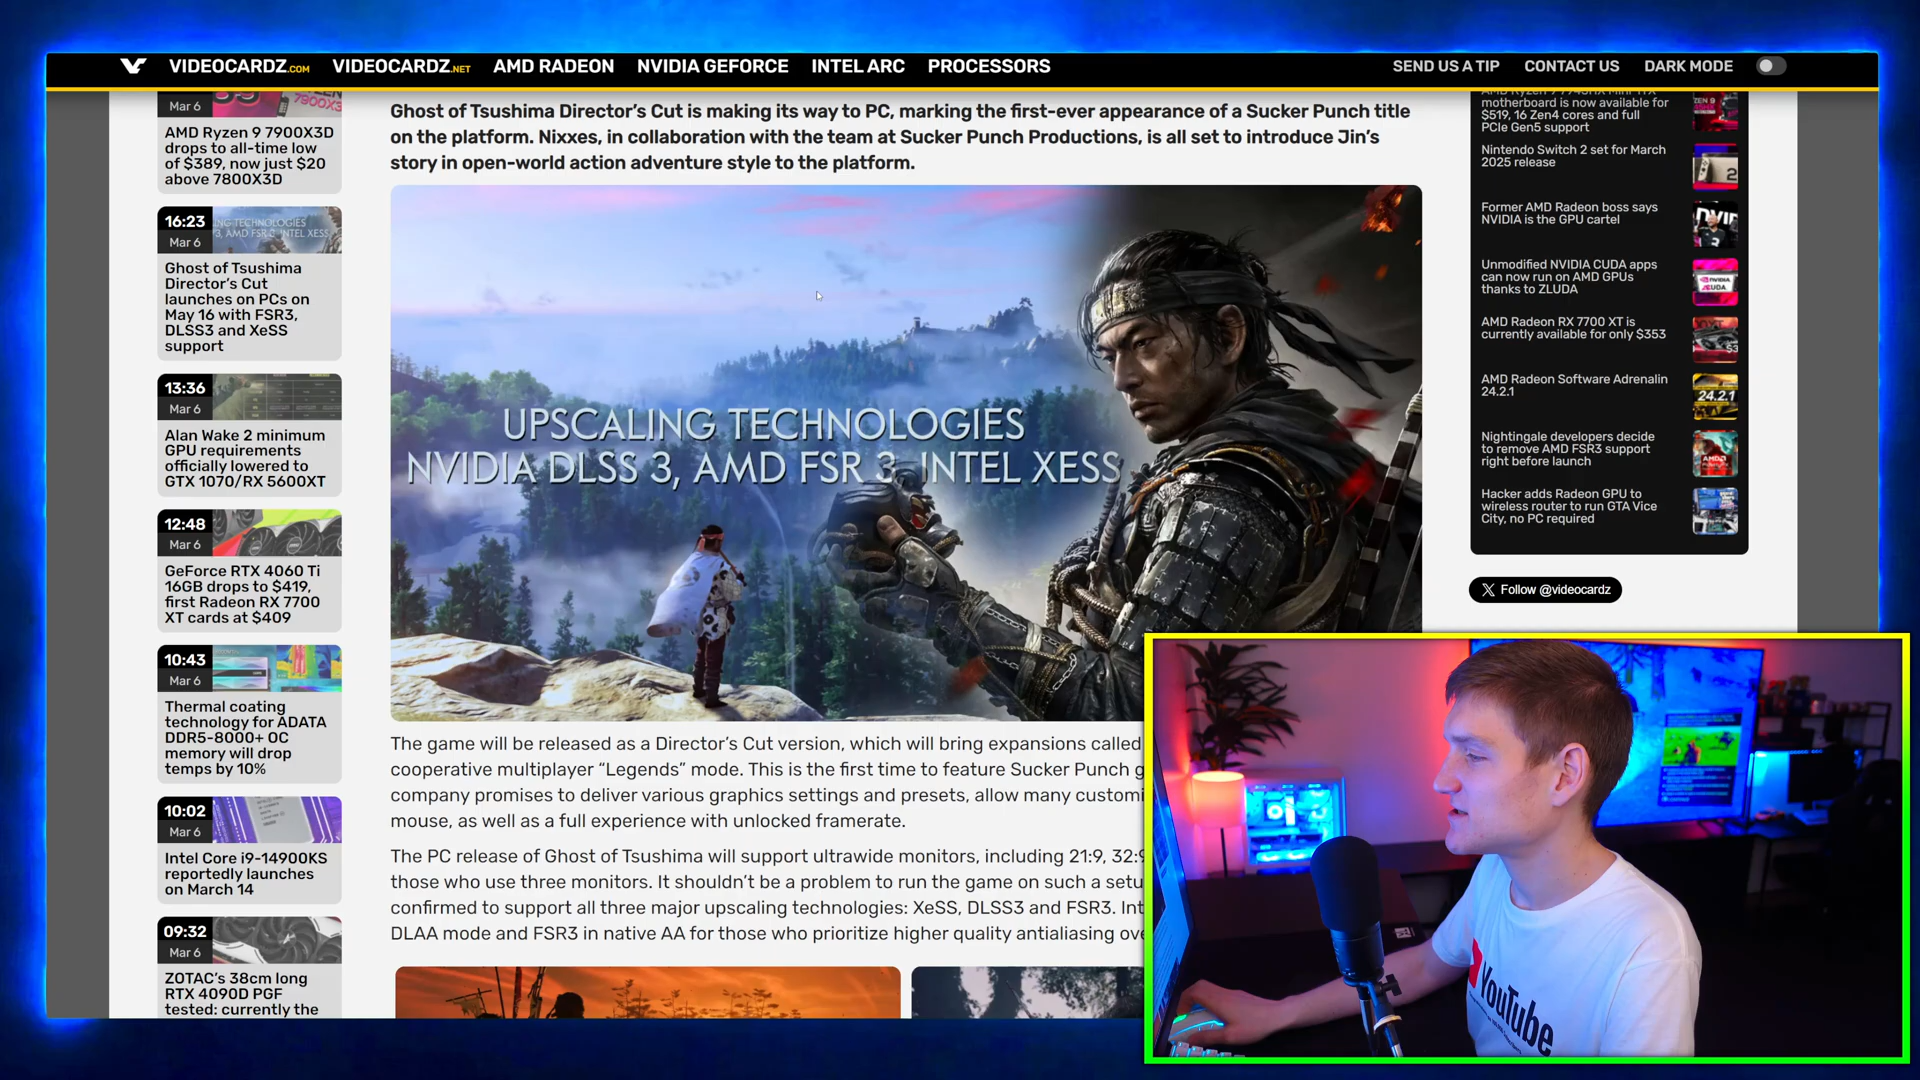 VIDEOCARDZ.COM VIDEOCARDZ.NET AMD RADEON NVIDIA GEFORCE INTEL ARC PROCESSORS SEND US A TIP CONTACT US DARK MODE
Mar 6
AMD Ryzen 9 7900X3D
drops to all-time low
of $389, now just $20
above 7800X3D
16:23
Mar 6
Ghost of Tsushima
Director's Cut
launches on PCs on
May 16 with FSR3,
DLSS3 and XeSS
support
13:36
Mar 6
Alan Wake 2 minimum
GPU requirements
officially lowered to
GTX 1070/RX 5600XT
12:48
Mar 6
GeForce RTX 4060 Ti
16GB drops to $419,
first Radeon RX 7700
XT cards at $409
10:43
Mar 6
Thermal coating
technology for ADATA
DDR5-8000+ OC
memory will drop
temps by 10%
10:02
Mar 6
Intel Core i9-14900KS
reportedly launches
on March 14
09:32
Mar 6
ZOTAC's 38cm long
RTX 4090D PGF
tested: currently the
Ghost of Tsushima Director's Cut is making its way to PC, marking the first-ever appearance of a Sucker Punch title
on the platform. Nixxes, in collaboration with the team at Sucker Punch Productions, is all set to introduce Jin's
story in open-world action adventure style to the platform.
UPSCALING TECHNOLOGIES
NVIDIA DLSS 3, AMD FSR 3, INTEL XESS
The game will be released as a Director's Cut version, which will bring expansions called
cooperative multiplayer “Legends” mode. This is the first time to feature Sucker Punch g
company promises to deliver various graphics settings and presets, allow many customi
mouse, as well as a full experience with unlocked framerate.
The PC release of Ghost of Tsushima will support ultrawide monitors, including 21:9, 32:9
those who use three monitors. It shouldn't be a problem to run the game on such a setu
confirmed to support all three major upscaling technologies: XeSS, DLSS3 and FSR3. Int
DLAA mode and FSR3 in native AA for those who prioritize higher quality antialiasing ove
motherboard is now available for
$519, 16 Zen4 cores and full
PCIe Gen5 support
Nintendo Switch 2 set for March
2025 release
Former AMD Radeon boss says
NVIDIA is the GPU cartel
Unmodified NVIDIA CUDA apps
can now run on AMD GPUs
thanks to ZLUDA
AMD Radeon RX 7700 XT is
currently available for only $353
AMD Radeon Software Adrenalin
24.2.1
24.2.1
Nightingale developers decide
to remove AMD FSR3 support
right before launch
Hacker adds Radeon GPU to
wireless router to run GTA Vice
City, no PC required
Follow @videocardz
YouTube